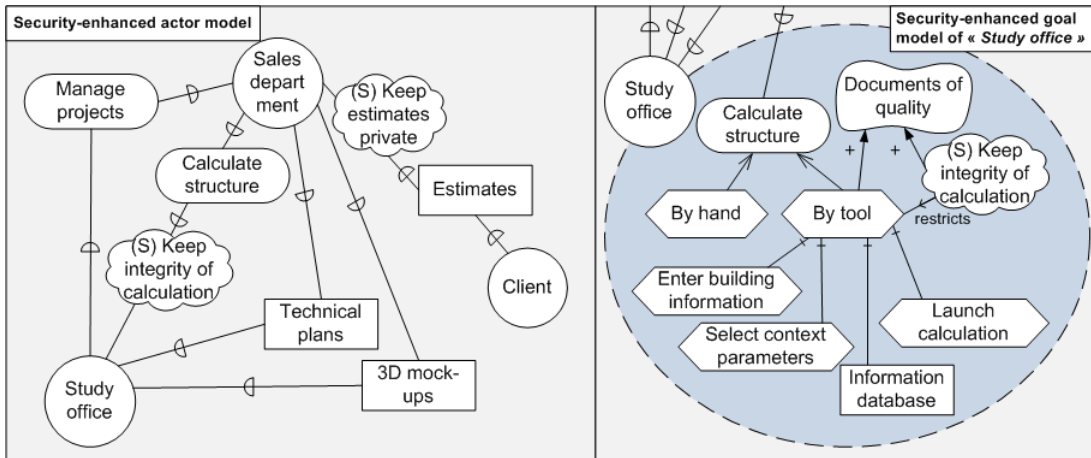 Security-enhanced actor model
Manage
projects
Sales
depart
ment
(S) Keep
estimates
private
Calculate
structure
Estimates
(S) Keep
integrity of
calculation
Client
Technical
plans
Study
office
3D mock-
ups
Security-enhanced goal
model of « Study office »
Study
office
Calculate
structure
Documents of
quality
+
+
(S) Keep
integrity of
calculation
By hand
By tool
restricts
Enter building
information
Launch
calculation
Select context
parameters
Information
database